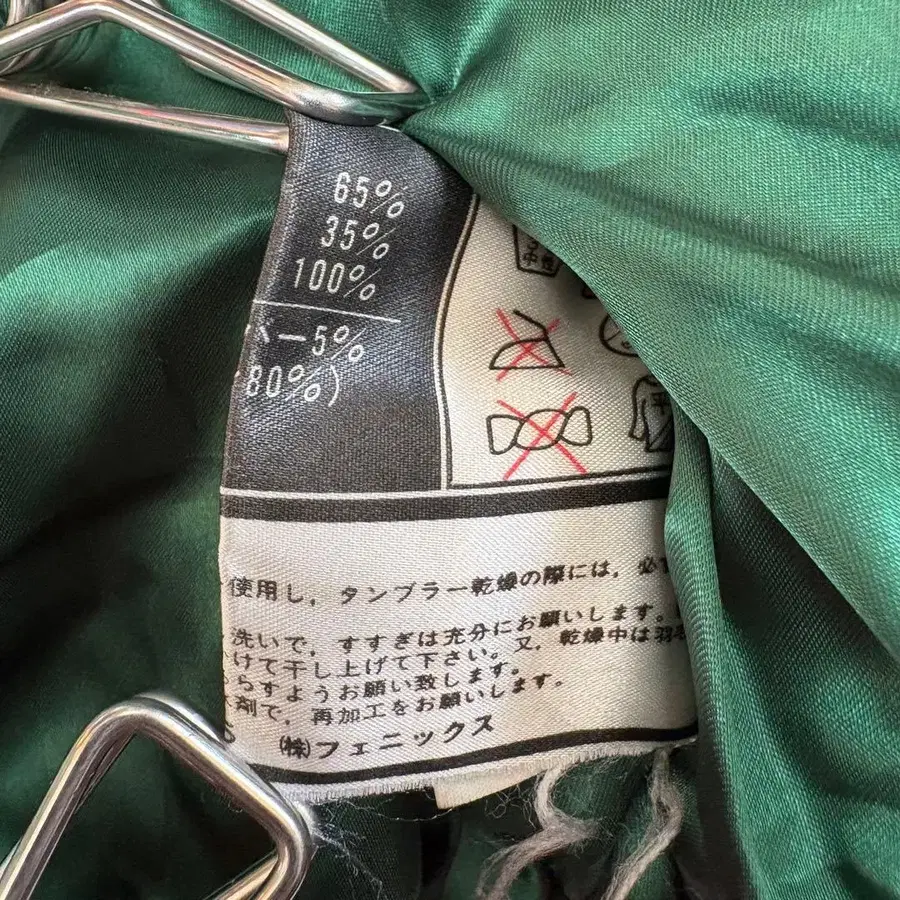 65%
35%
100%
バー5%
80%)
中性
平
使用し，タンブラー乾燥の際には，必
洗いで，すすぎは充分にお願いします。
けて干し上げて下さい。又，乾燥中は羽
らすようお願い致します。
剤で，再加工をお願いします。
㈱フェニックス